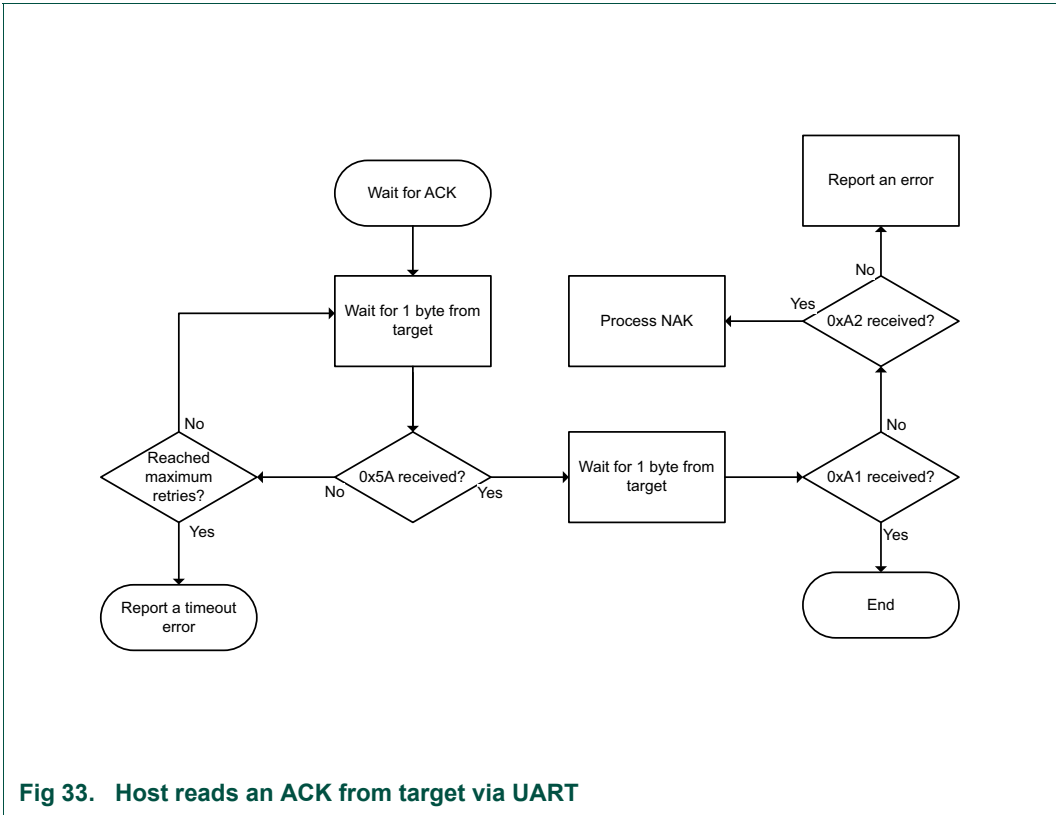 Wait for ACK
Wait for 1 byte from
target
0x5A received?
No
Yes
Reached
maximum
retries?
No
Yes
Report a timeout
error
Wait for 1 byte from
target
0xA1 received?
Yes
No
End
0xA2 received?
Yes
No
Process NAK
Report an error
Fig 33. Host reads an ACK from target via UART